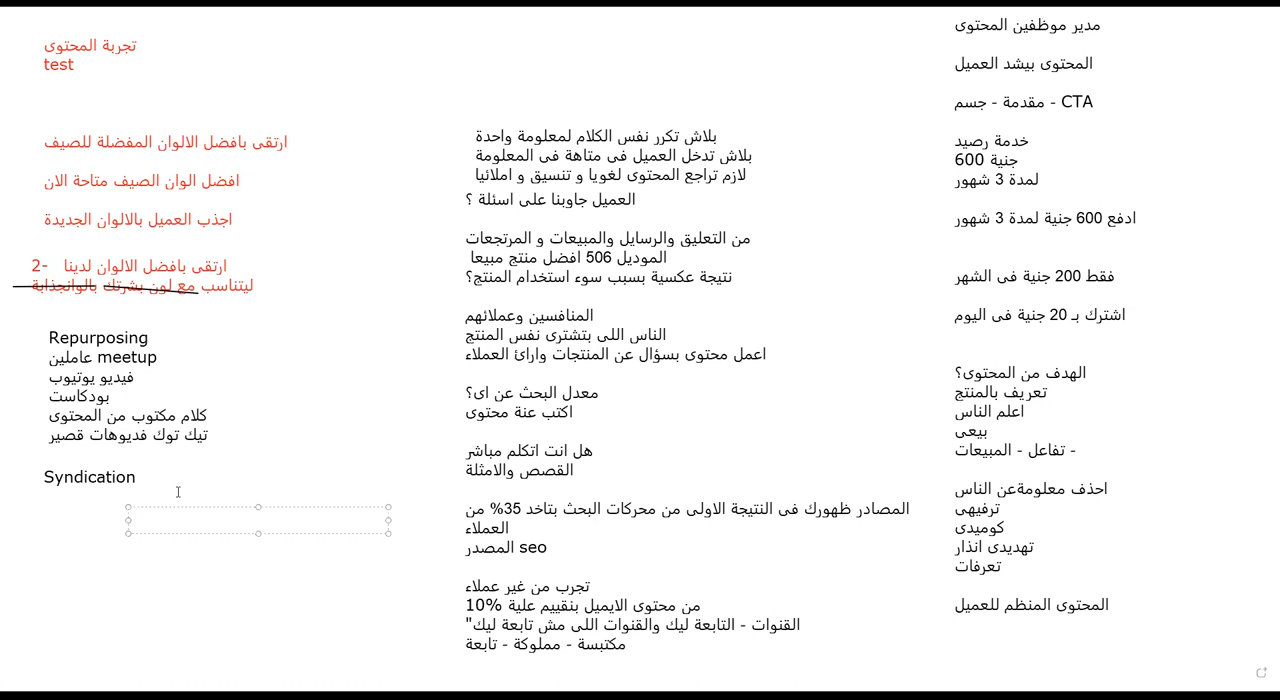 مدير موظفين المحتوى
المحتوى بيشد العميل
CTA - مقدمة - جسم
خدمة رصيد
600 جنية
لمدة 3 شهور
ادفع 600 جنية لمدة 3 شهور
فقط 200 جنية فى الشهر
اشترك بـ 20 جنية فى اليوم
الهدف من المحتوى؟
تعريف بالمنتج
اعلم الناس
بيعى
- تفاعل - المبيعات
احذف معلومةعن الناس
ترفيهى
كوميدى
تهديدى انذار
تعرفات
المحتوى المنظم للعميل
بلاش تكرر نفس الكلام لمعلومة واحدة
بلاش تدخل العميل فى متاهة فى المعلومة
لازم تراجع المحتوى لغويا و تنسيق و املائيا
العميل جاوبنا على اسئلة ؟
من التعليق والرسايل والمبيعات و المرتجعات
الموديل 506 افضل منتج مبيعا
نتيجة عكسية بسبب سوء استخدام المنتج؟
المنافسين وعملائهم
الناس اللى بتشترى نفس المنتج
اعمل محتوى بسؤال عن المنتجات وارائ العملاء
معدل البحث عن اى؟
اكتب عنة محتوى
هل انت اتكلم مباشر
القصص والامثلة
المصادر ظهورك فى النتيجة الاولى من محركات البحث بتاخد 35% من
العملاء
seo المصدر
تجرب من غير عملاء
من محتوى الايميل بنقييم علية 10%
القنوات - التابعة ليك والقنوات اللى مش تابعة ليك"
مكتبسة - مملوكة - تابعة
تجربة المحتوى
test
ارتقى بافضل الالوان المفضلة للصيف
افضل الوان الصيف متاحة الان
اجذب العميل بالالوان الجديدة
2- ارتقى بافضل الالوان لدينا
ليتناسب مع لون بشرتك بالوانجذابة
Repurposing
عاملين meetup
فيديو يوتيوب
بودكاست
كلام مكتوب من المحتوى
تيك توك فديوهات قصير
Syndication